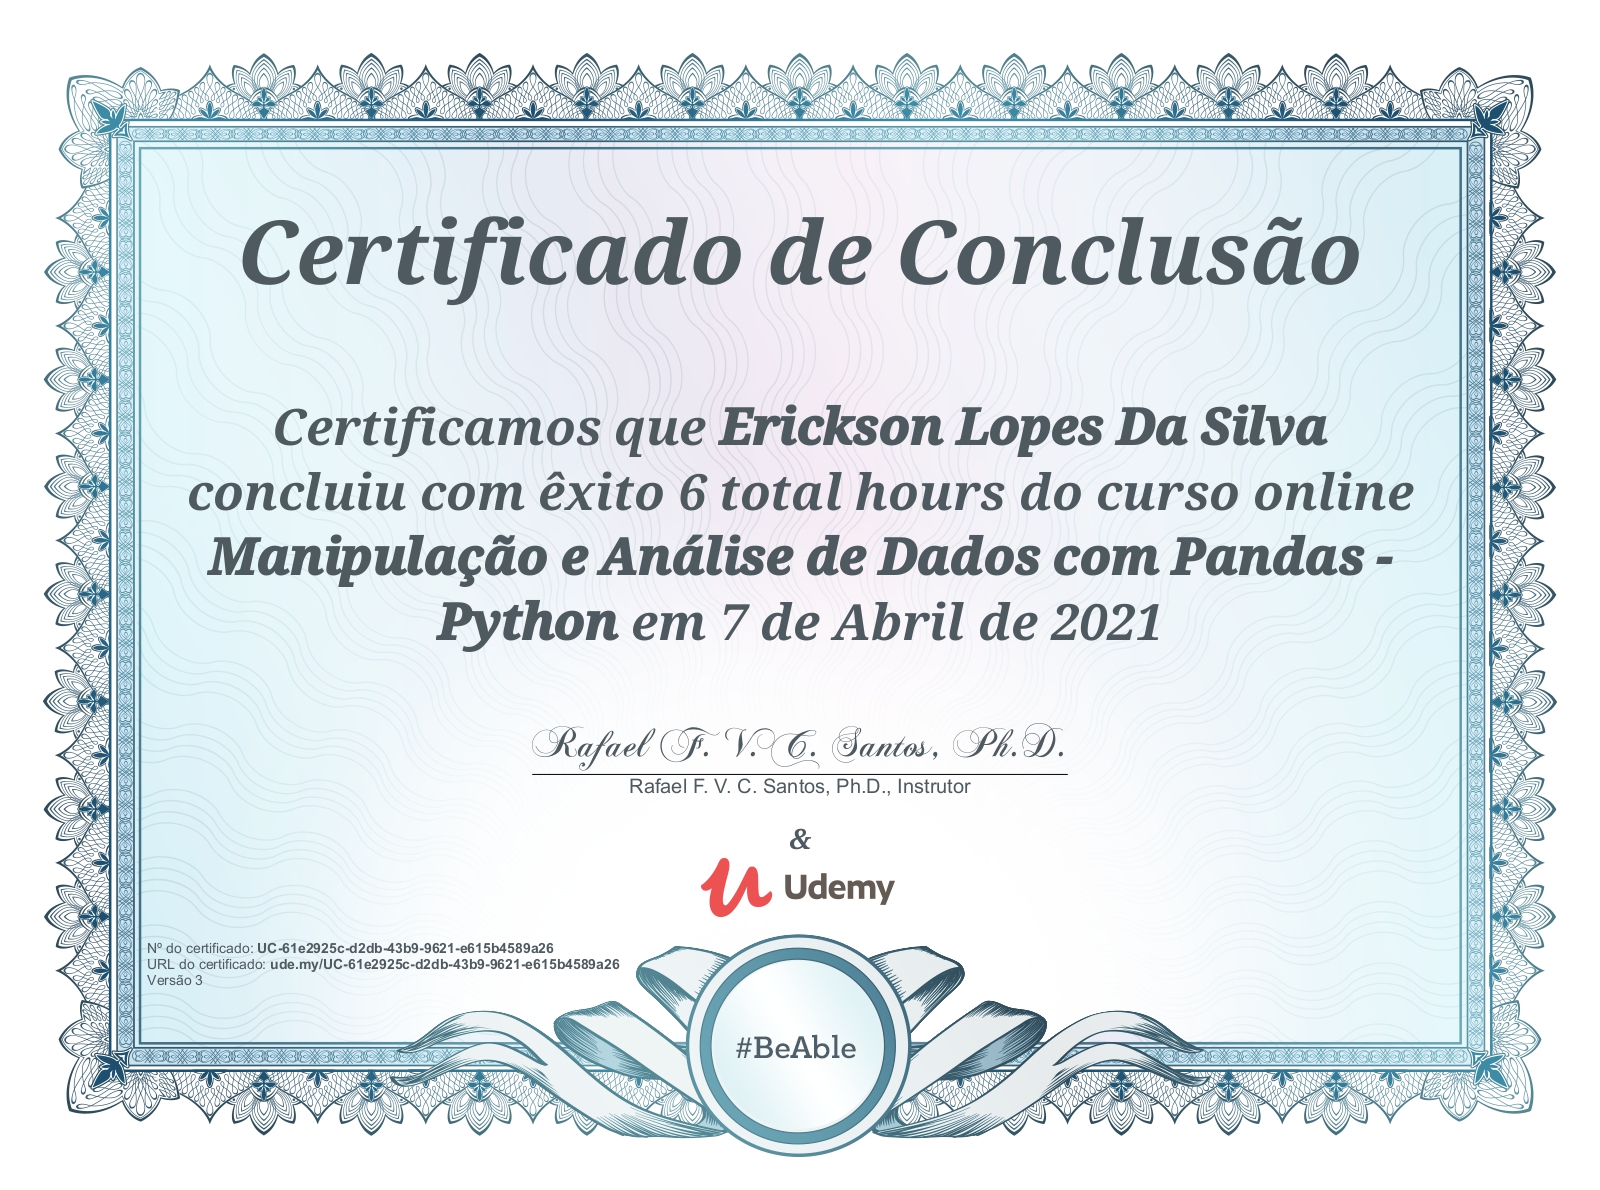 Certificado de Conclusão
Certificamos que Erickson Lopes Da Silva
concluiu com êxito 6 total hours do curso online
Manipulação e Análise de Dados com Pandas -
Python em 7 de Abril de 2021
Rafael F. V. C. Santos, Ph.D.
Rafael F. V. C. Santos, Ph.D., Instrutor
&
Udemy
Nº do certificado: UC-61e2925c-d2db-43b9-9621-e615b4589a26
URL do certificado: ude.my/UC-61e2925c-d2db-43b9-9621-e615b4589a26
Versão 3
#BeAble